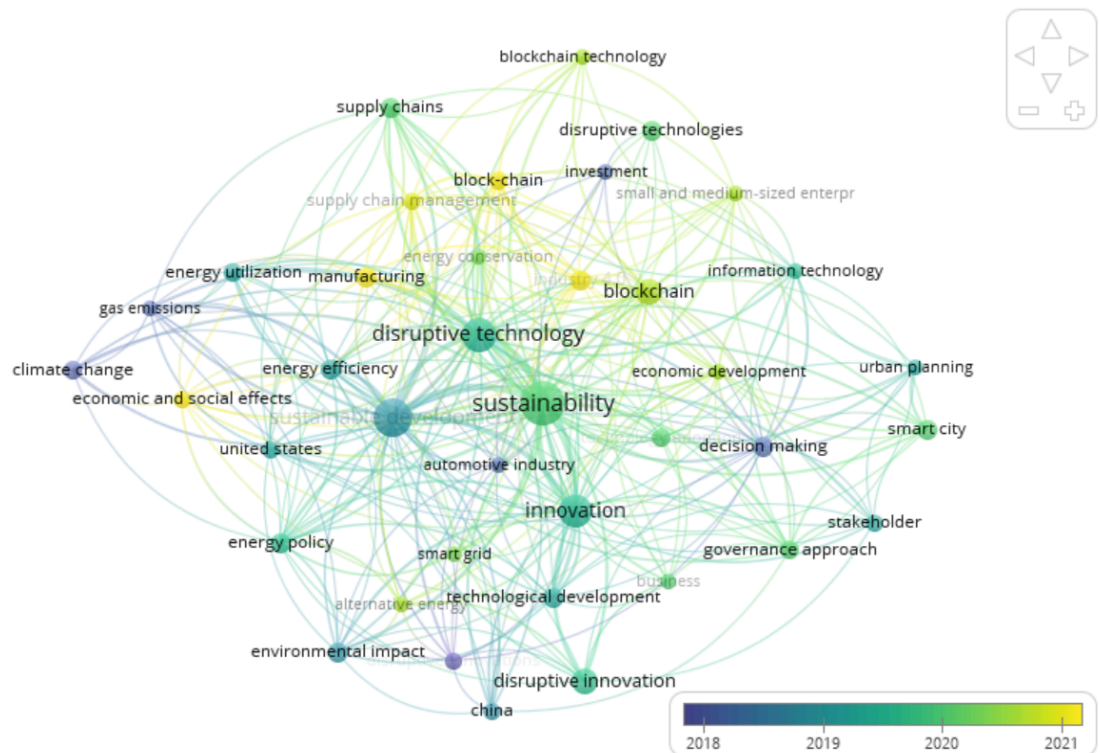 blockchain technology
supply chains
disruptive technologies
investment
block-chain
small and medium-sized enterpr
supply chain management
energy conservation
energy utilization
manufacturing
information technology
industry 4.0
blockchain
gas emissions
disruptive technology
climate change
energy efficiency
economic development
urban planning
economic and social effects
sustainability
sustainable development
smart city
decision making
united states
automotive industry
innovation
stakeholder
energy policy
smart grid
governance approach
business
technological development
alternative energy
environmental impact
disruptive innovation
china
2018
2019
2020
2021